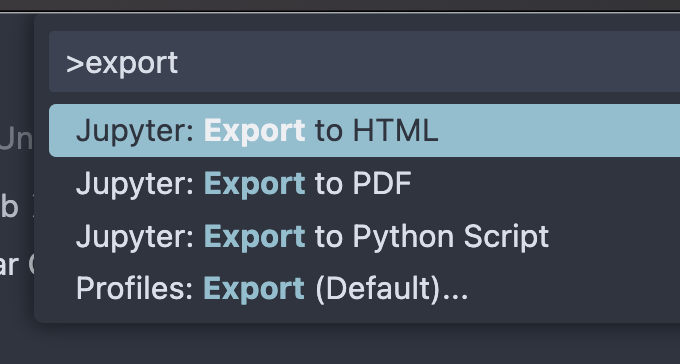 >export
Jupyter: Export to HTML
Un
Jupyter: Export to PDF
b
Jupyter: Export to Python Script
ar
Profiles: Export (Default)...